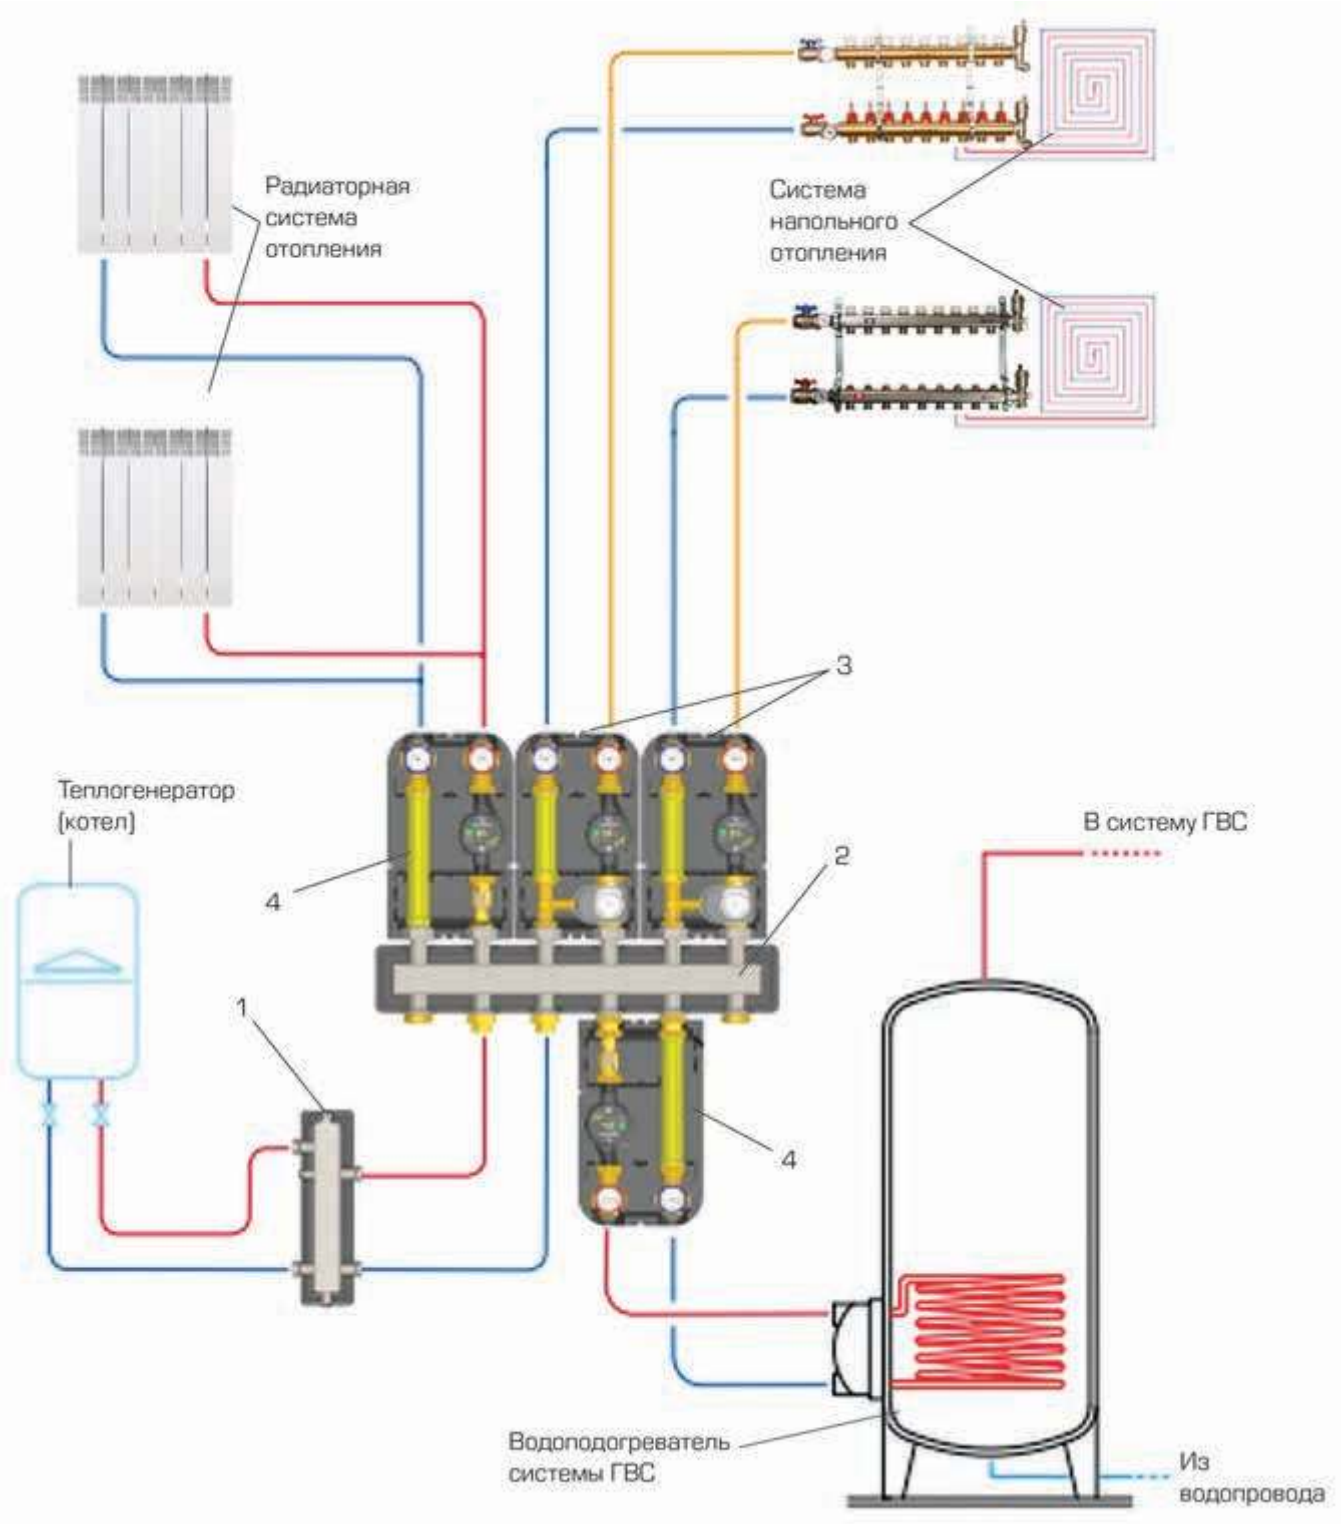 Радиаторная
система
отопления
Система
напольного
отопления
3
Теплогенератор
(котел)
В систему ГВС
2
4
1
4
Водоподогреватель
системы ГВС
Из
водопровода